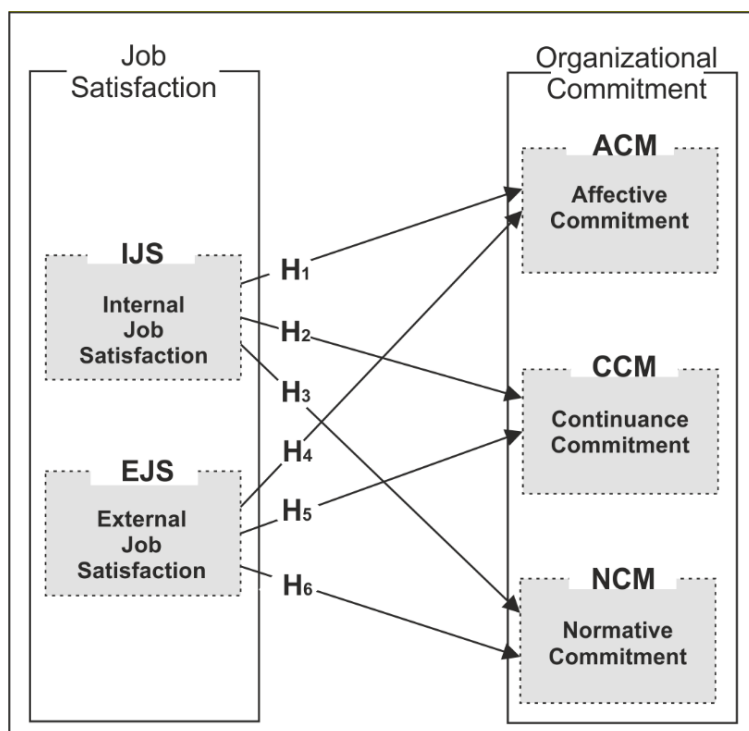 Job
Satisfaction
IJS
Internal
Job
Satisfaction
EJS
External
Job
Satisfaction
H1
H2
H3
H4
H5
H6
Organizational
Commitment
ACM
Affective
Commitment
CCM
Continuance
Commitment
NCM
Normative
Commitment